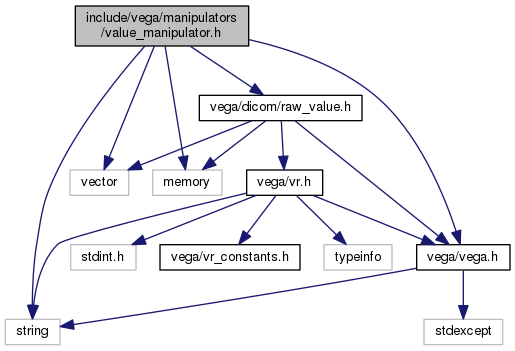 include/vega/manipulators
/value_manipulator.h
vega/dicom/raw_value.h
vector
memory
vega/vr.h
stdint.h
vega/vr_constants.h
typeinfo
vega/vega.h
string
stdexcept